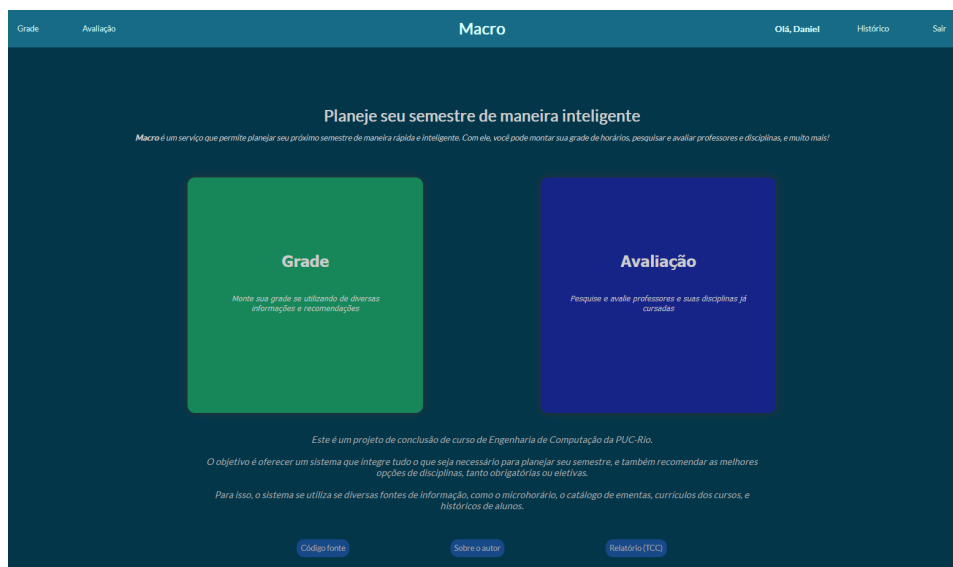 Grade
Avaliação
Macro
Olá, Daniel
Histórico
Sair
Planeje seu semestre de maneira inteligente
Macro é um serviço que permite planejar seu próximo semestre de maneira rápida e inteligente. Com ele, você pode montar sua grade de horários, pesquisar e avaliar professores e disciplinas, e muito mais!
Grade
Monte sua grade se utilizando de diversas
informações e recomendações
Avaliação
Pesquise e avalie professores e suas disciplinas já
cursadas
Este é um projeto de conclusão de curso de Engenharia de Computação da PUC-Rio.
O objetivo é oferecer um sistema que integre tudo o que seja necessário para planejar seu semestre, e também recomendar as melhores
opções de disciplinas, tanto obrigatórias ou eletivas.
Para isso, o sistema se utiliza se diversas fontes de informação, como o microhorário, o catálogo de ementas, currículos dos cursos, e
históricos de alunos.
Código fonte
Sobre o autor
Relatório (TCC)